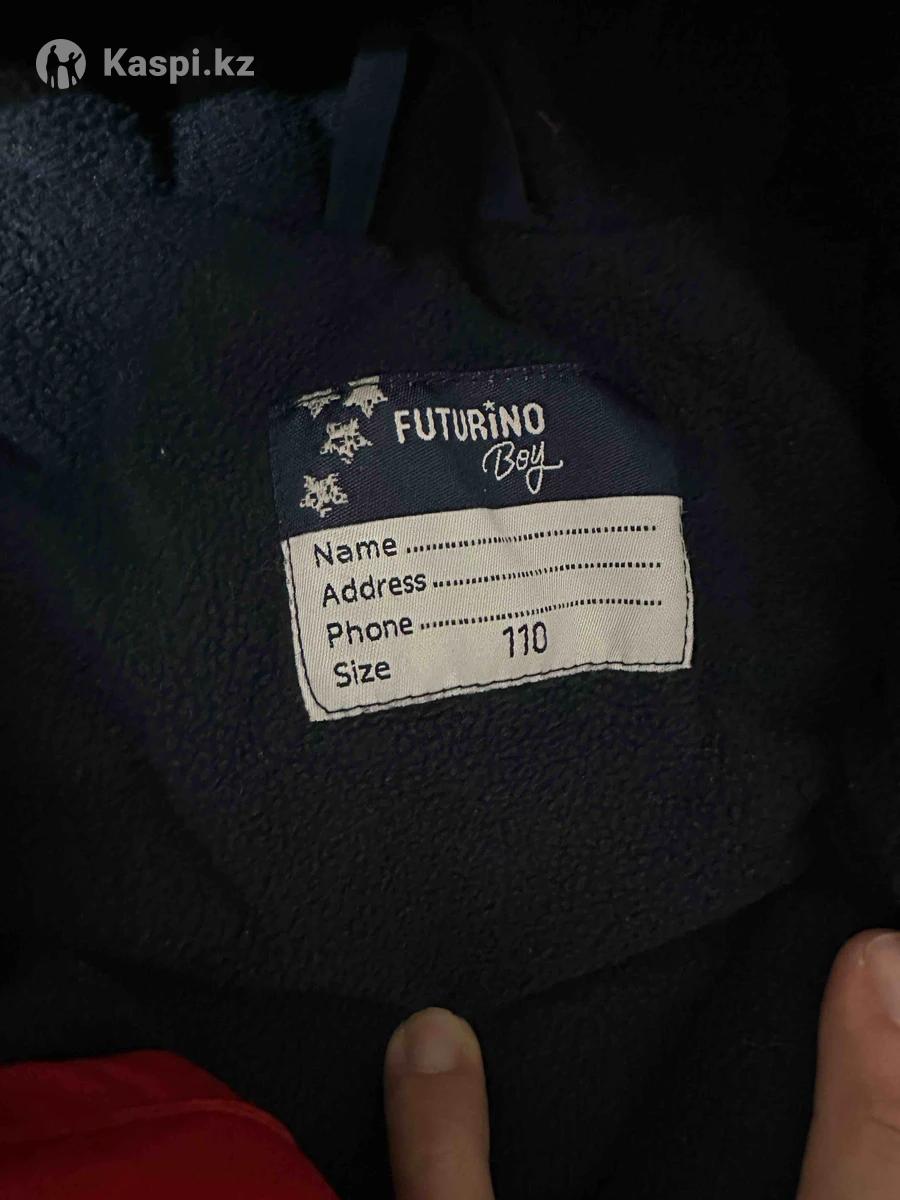 Kaspi.kz
FUTURiNO
Boy
Name
Address
Phone
Size 110